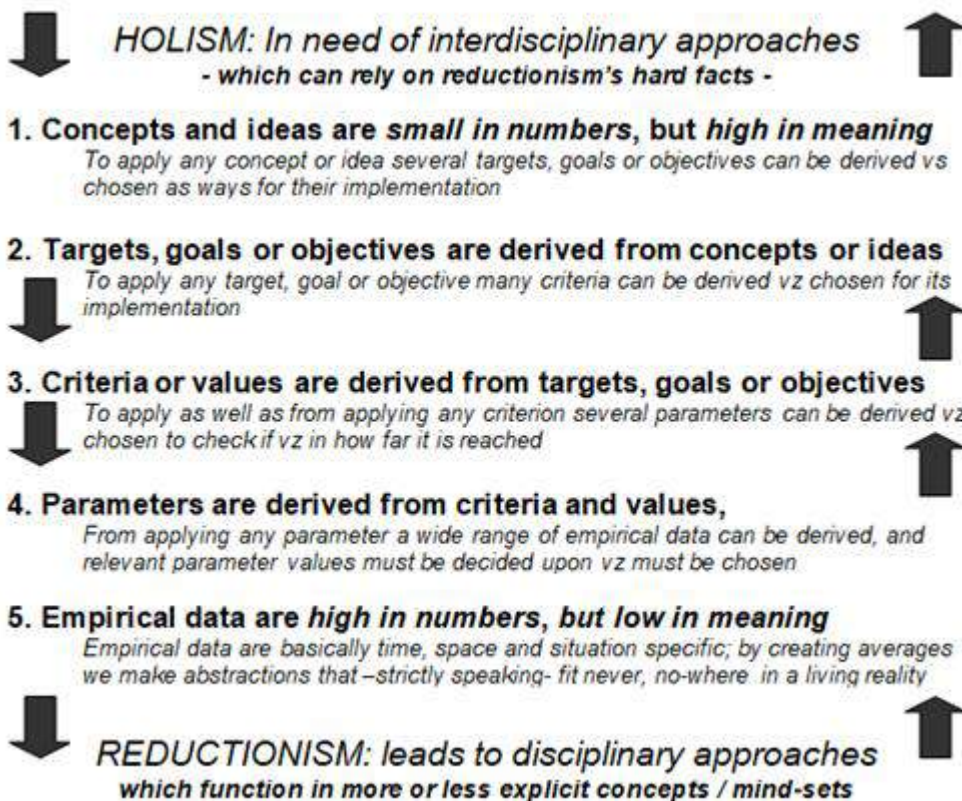 HOLISM: In need of interdisciplinary approaches
- which can rely on reductionism's hard facts -
1. Concepts and ideas are small in numbers, but high in meaning
To apply any concept or idea several targets, goals or objectives can be derived vs
chosen as ways for their implementation
2. Targets, goals or objectives are derived from concepts or ideas
To apply any target, goal or objective many criteria can be derived vz chosen for its
implementation
3. Criteria or values are derived from targets, goals or objectives
To apply as well as from applying any criterion several parameters can be derived vz
chosen to check if vz in how far it is reached
4. Parameters are derived from criteria and values,
From applying any parameter a wide range of empirical data can be derived, and
relevant parameter values must be decided upon vz must be chosen
5. Empirical data are high in numbers, but low in meaning
Empirical data are basically time, space and situation specific; by creating averages
we make abstractions that –strictly speaking- fit never, no-where in a living reality
REDUCTIONISM: leads to disciplinary approaches
which function in more or less explicit concepts / mind-sets